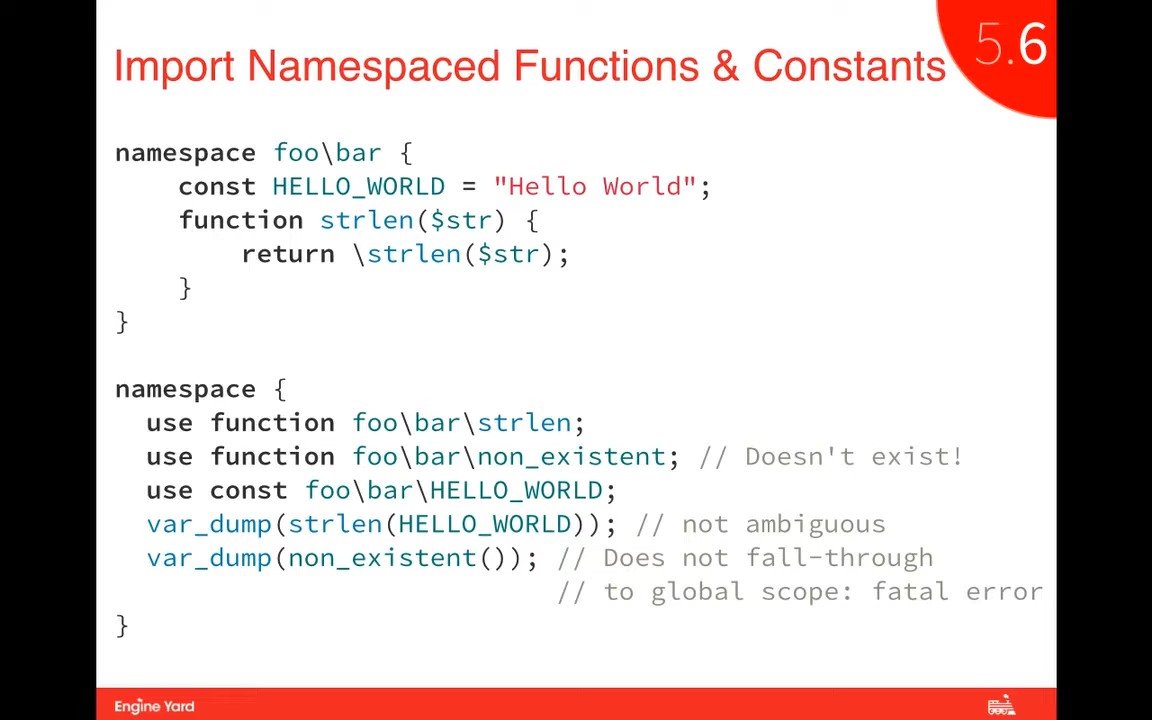 Import Namespaced Functions & Constants
5.6
namespace foo\bar {
    const HELLO_WORLD = "Hello World";
    function strlen($str) {
        return \strlen($str);
    }
}
namespace {
  use function foo\bar\strlen;
  use function foo\bar\non_existent; // Doesn't exist!
  use const foo\bar\HELLO_WORLD;
  var_dump(strlen(HELLO_WORLD)); // not ambiguous
  var_dump(non_existent()); // Does not fall-through
                            // to global scope: fatal error
}
Engine Yard